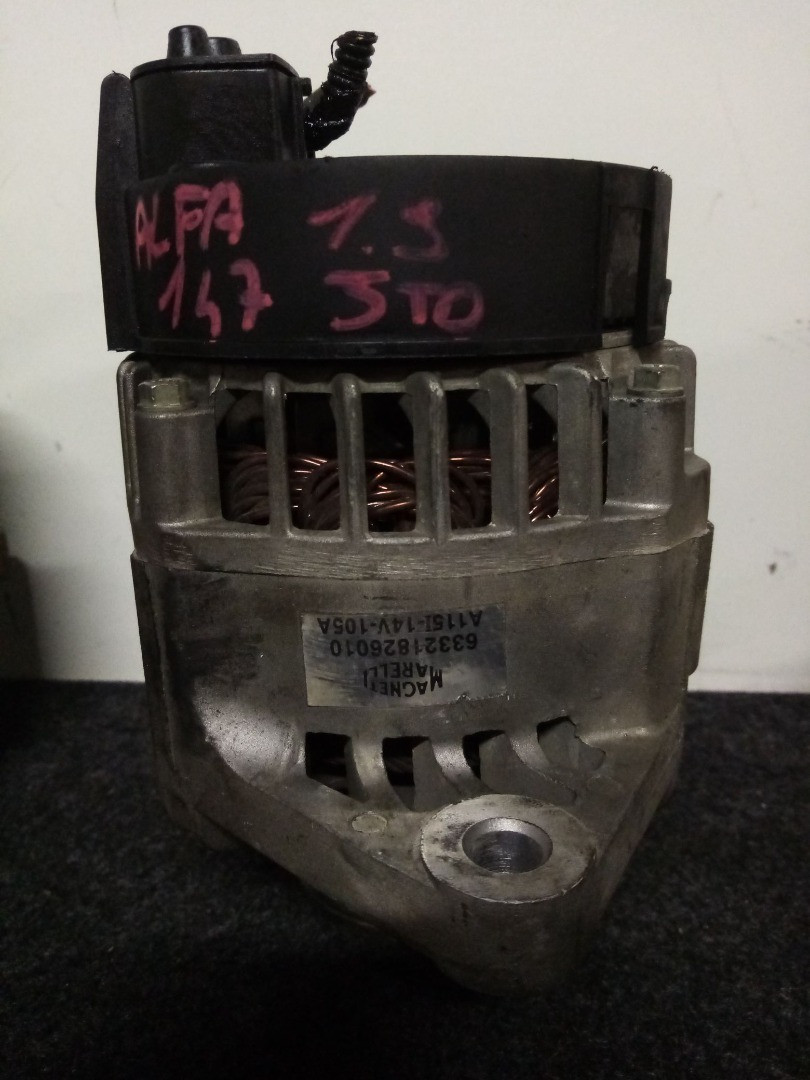 ALFA 1.9
147 JTD
MAGNETI
MARELLI
63321826010
A115I-14V-105A